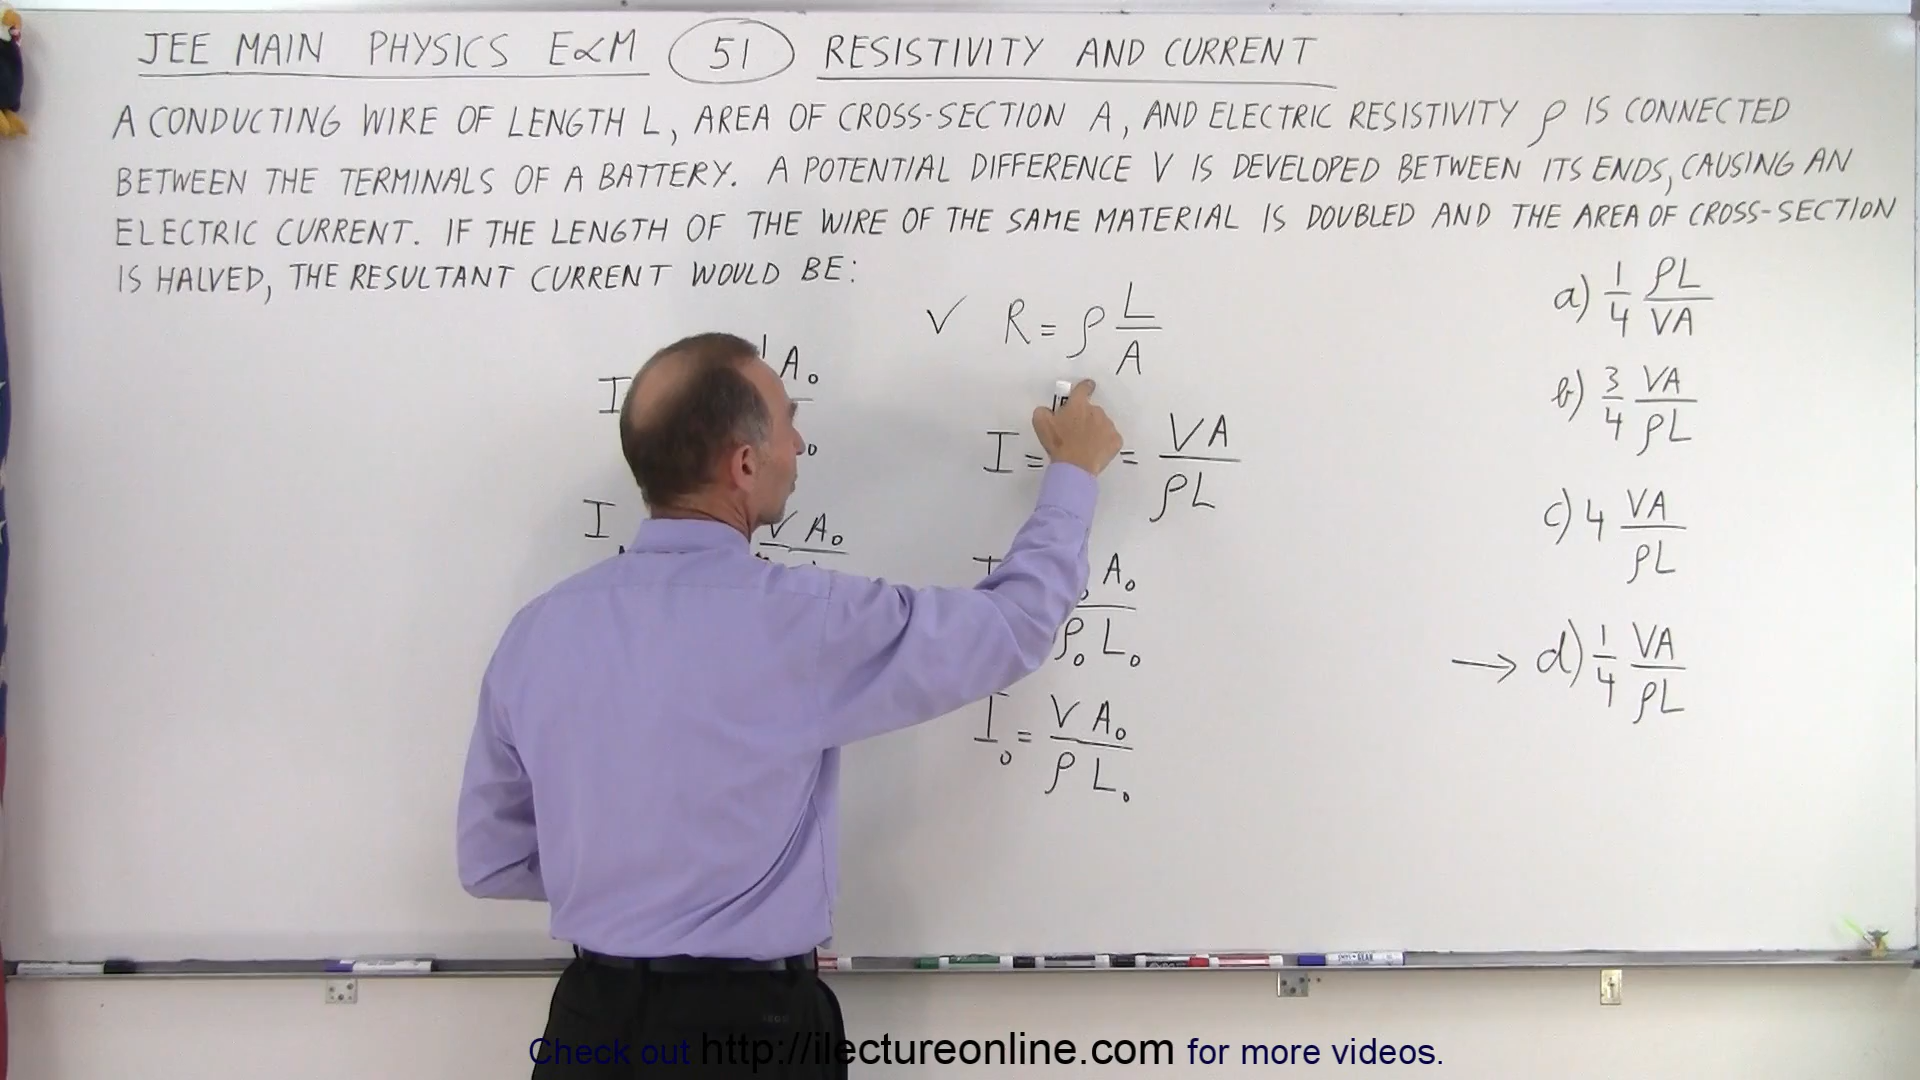 JEE MAIN PHYSICS E&M 51 RESISTIVITY AND CURRENT
A CONDUCTING WIRE OF LENGTH L, AREA OF CROSS-SECTION A, AND ELECTRIC RESISTIVITY ρ IS CONNECTED
BETWEEN THE TERMINALS OF A BATTERY. A POTENTIAL DIFFERENCE V IS DEVELOPED BETWEEN ITS ENDS, CAUSING AN
ELECTRIC CURRENT. IF THE LENGTH OF THE WIRE OF THE SAME MATERIAL IS DOUBLED AND THE AREA OF CROSS-SECTION
IS HALVED, THE RESULTANT CURRENT WOULD BE:
I A₀
I V A₀
V R = ρ L/A
I = = VA/ρL
A₀/ρ₀ L₀
I₀ = V A₀/ρ L₀
a) 1/4 ρL/VA
b) 3/4 VA/ρL
c) 4 VA/ρL
→ d) 1/4 VA/ρL
Check out http://ilectureonline.com for more videos.